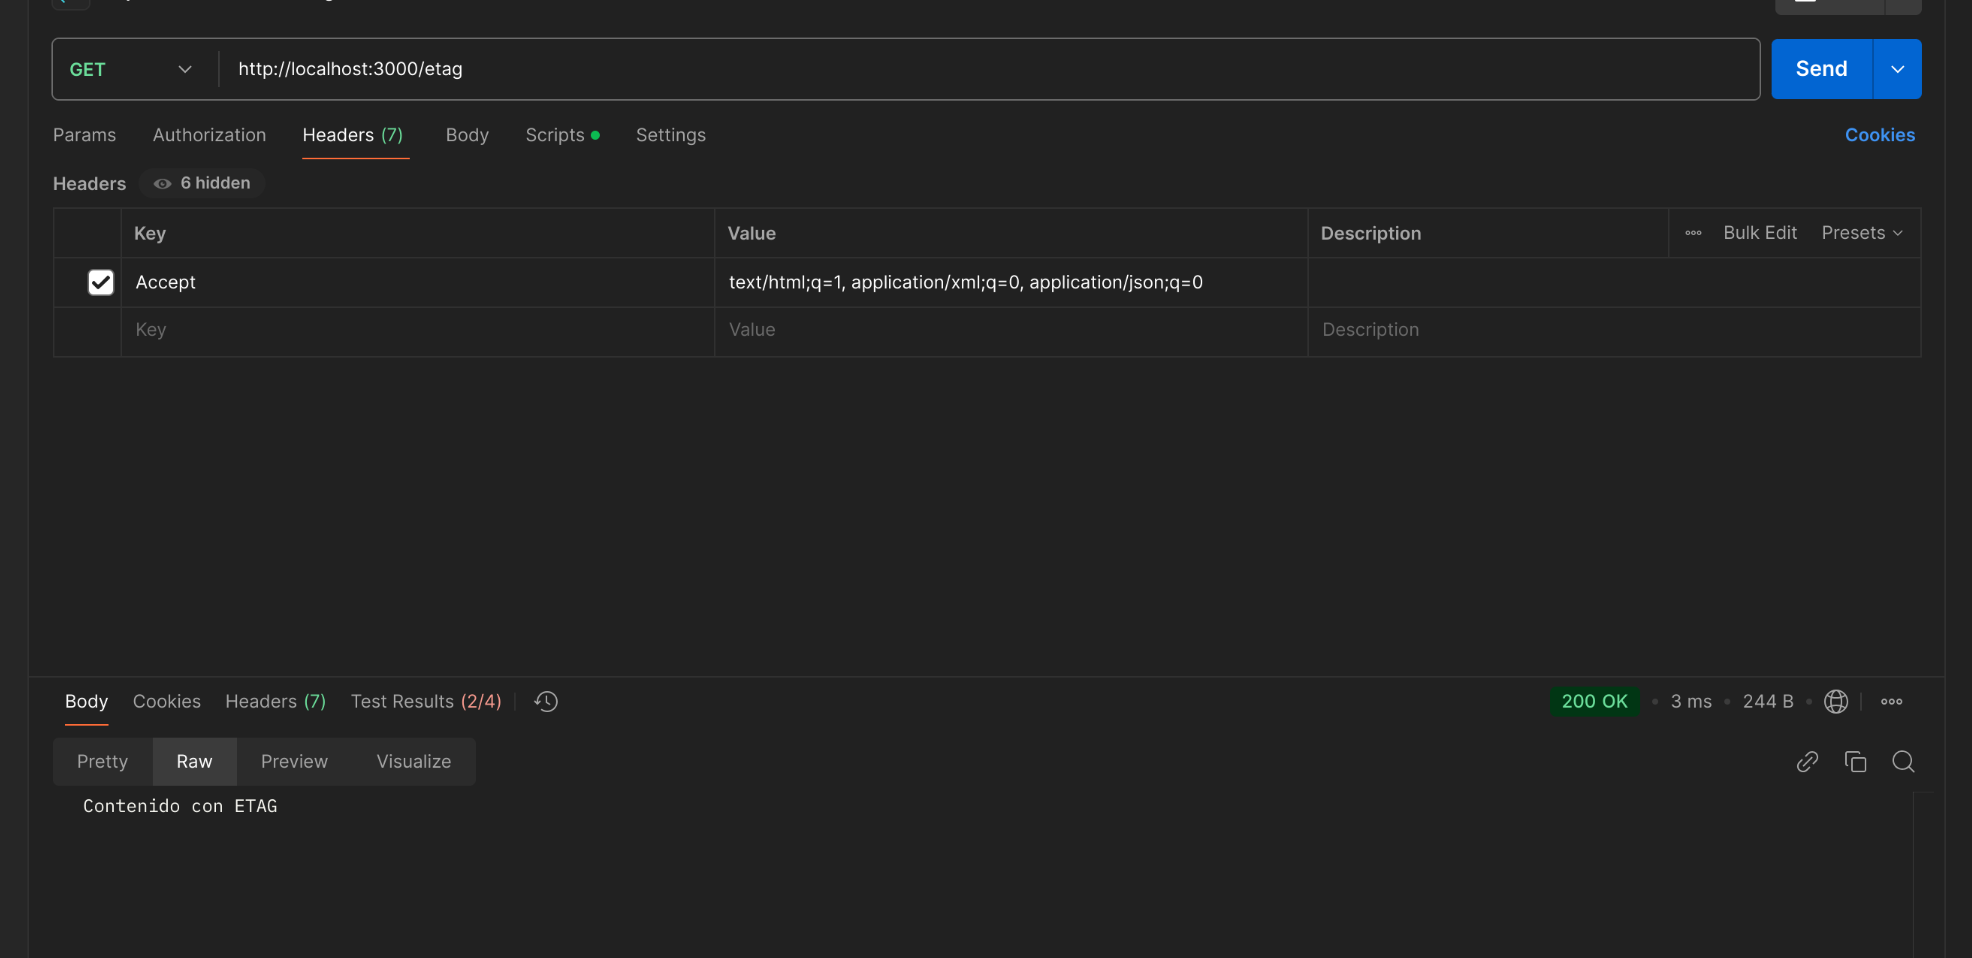 GET http://localhost:3000/etag Send
Params Authorization Headers (7) Body Scripts Settings Cookies
Headers 6 hidden
Key Value Description Bulk Edit Presets
Accept text/html;q=1, application/xml;q=0, application/json;q=0
Key Value Description
Body Cookies Headers (7) Test Results (2/4) 200 OK • 3 ms • 244 B •
Pretty Raw Preview Visualize
Contenido con ETAG